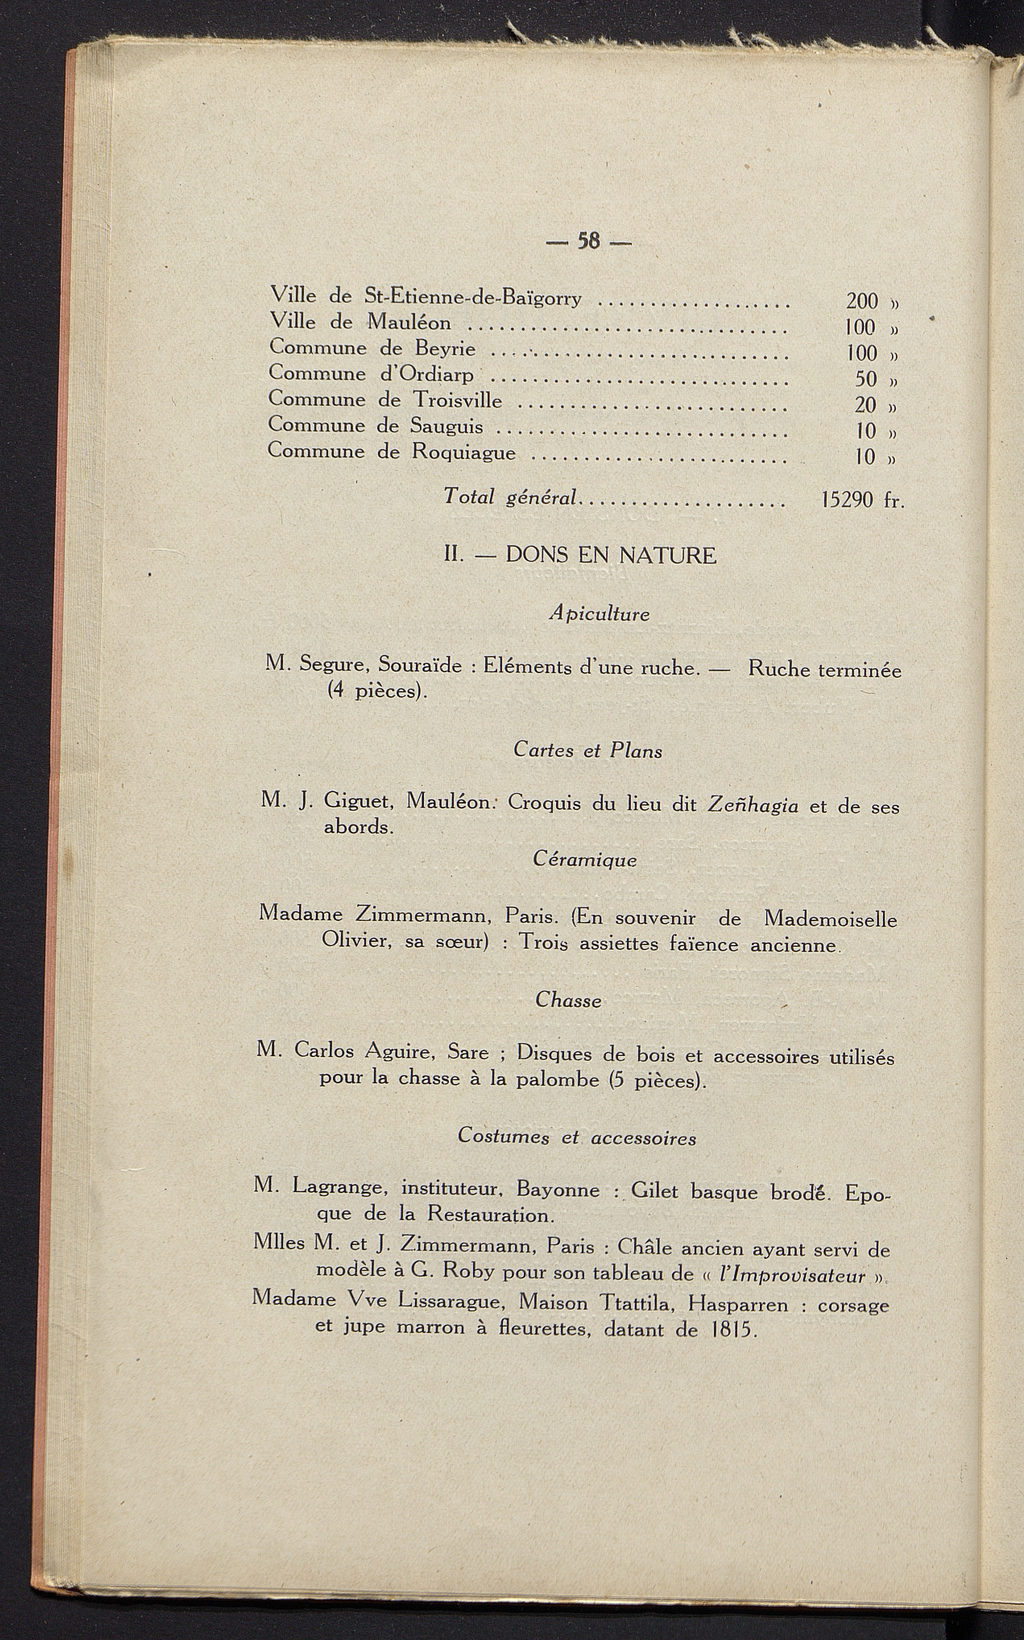 — 58 —
Ville de St-Etienne-de-Baïgorry ................... 200 »
Ville de Mauléon ............................... 100 »
Commune de Beyrie ............................. 100 »
Commune d'Ordiarp ............................. 50 »
Commune de Troisville .......................... 20 »
Commune de Sauguis ............................ 10 »
Commune de Roquiague ......................... 10 »
Total général.................... 15290 fr.
II. — DONS EN NATURE
Apiculture
M. Segure, Souraïde : Eléments d'une ruche. — Ruche terminée
(4 pièces).
Cartes et Plans
M. J. Giguet, Mauléon: Croquis du lieu dit Zeñhagia et de ses
abords.
Céramique
Madame Zimmermann, Paris. (En souvenir de Mademoiselle
Olivier, sa sœur) : Trois assiettes faïence ancienne.
Chasse
M. Carlos Aguire, Sare ; Disques de bois et accessoires utilisés
pour la chasse à la palombe (5 pièces).
Costumes et accessoires
M. Lagrange, instituteur, Bayonne : Gilet basque brodé. Epo-
que de la Restauration.
Mlles M. et J. Zimmermann, Paris : Châle ancien ayant servi de
modèle à G. Roby pour son tableau de « l'Improvisateur ».
Madame Vve Lissarague, Maison Ttattila, Hasparren : corsage
et jupe marron à fleurettes, datant de 1815.